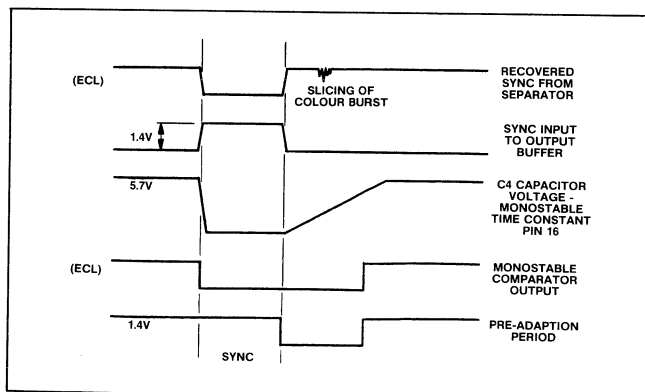 (ECL)
RECOVERED
SYNC FROM
SEPARATOR
SLICING OF
COLOUR BURST
1.4V
SYNC INPUT
TO OUTPUT
BUFFER
5.7V
C4 CAPACITOR
VOLTAGE -
MONOSTABLE
TIME CONSTANT
PIN 16
(ECL)
MONOSTABLE
COMPARATOR
OUTPUT
1.4V
PRE-ADAPTION
PERIOD
SYNC